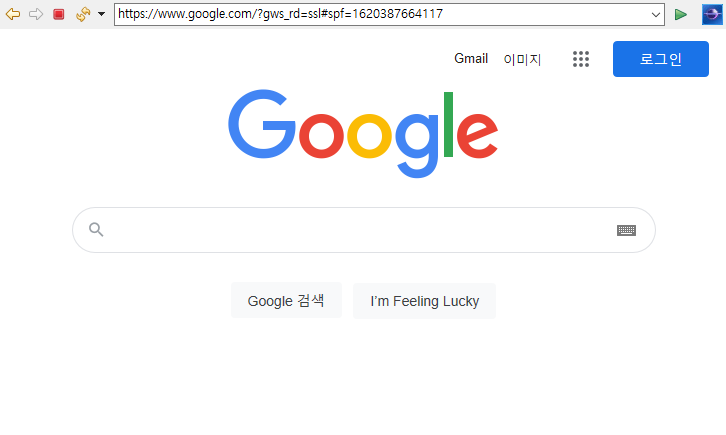 https://www.google.com/?gws_rd=ssl#spf=1620387664117
Gmail 이미지 로그인
Google
Google 검색 I'm Feeling Lucky